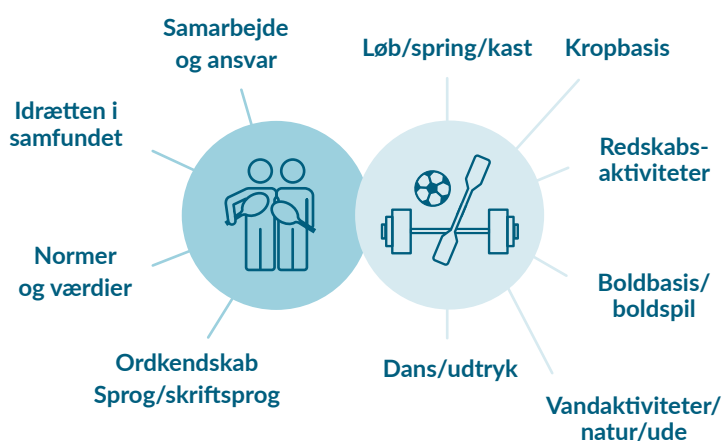 Samarbejde
og ansvar
Idrætten i
samfundet
Normer
og værdier
Ordkendskab
Sprog/skriftsprog
Løb/spring/kast
Kropbasis
Redskabs-
aktiviteter
Boldbasis/
boldspil
Dans/udtryk
Vandaktiviteter/
natur/ude